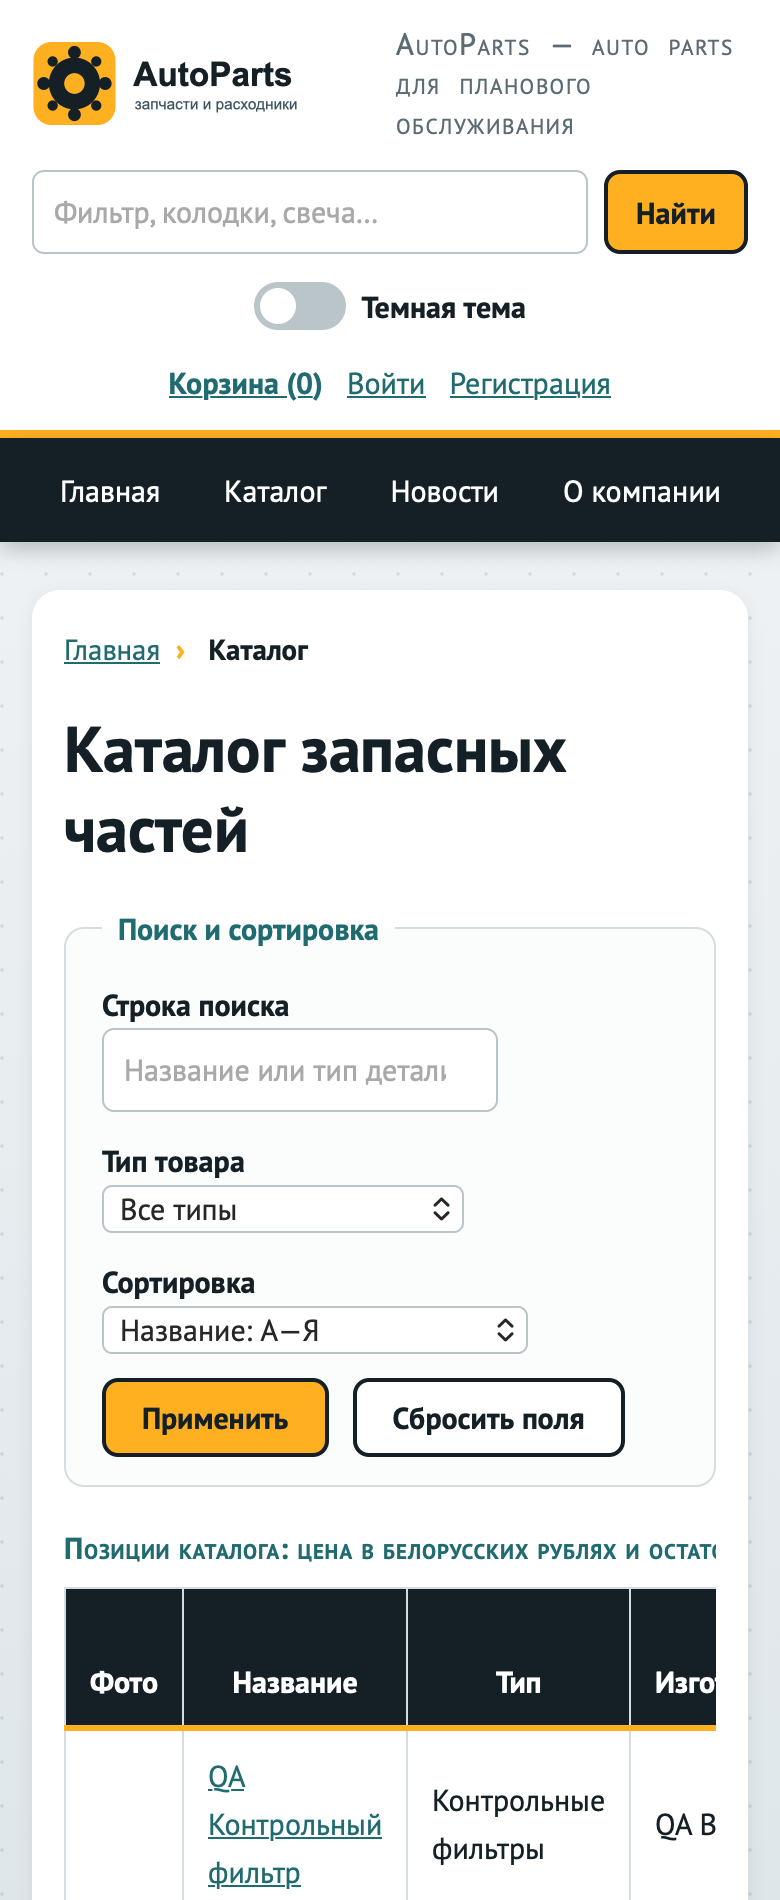 AutoParts
запчасти и расходники
AutoParts — auto parts
для планового
обслуживания
Фильтр, колодки, свеча...
Найти
Темная тема
Корзина (0) Войти Регистрация
Главная Каталог Новости О компании
Главная › Каталог
Каталог запасных
частей
Поиск и сортировка
Строка поиска
Название или тип детали
Тип товара
Все типы
Сортировка
Название: А—Я
Применить Сбросить поля
Позиции каталога: цена в белорусских рублях и
Фото Название Тип
QA
Контрольный
фильтр
Контрольные
фильтры
QA